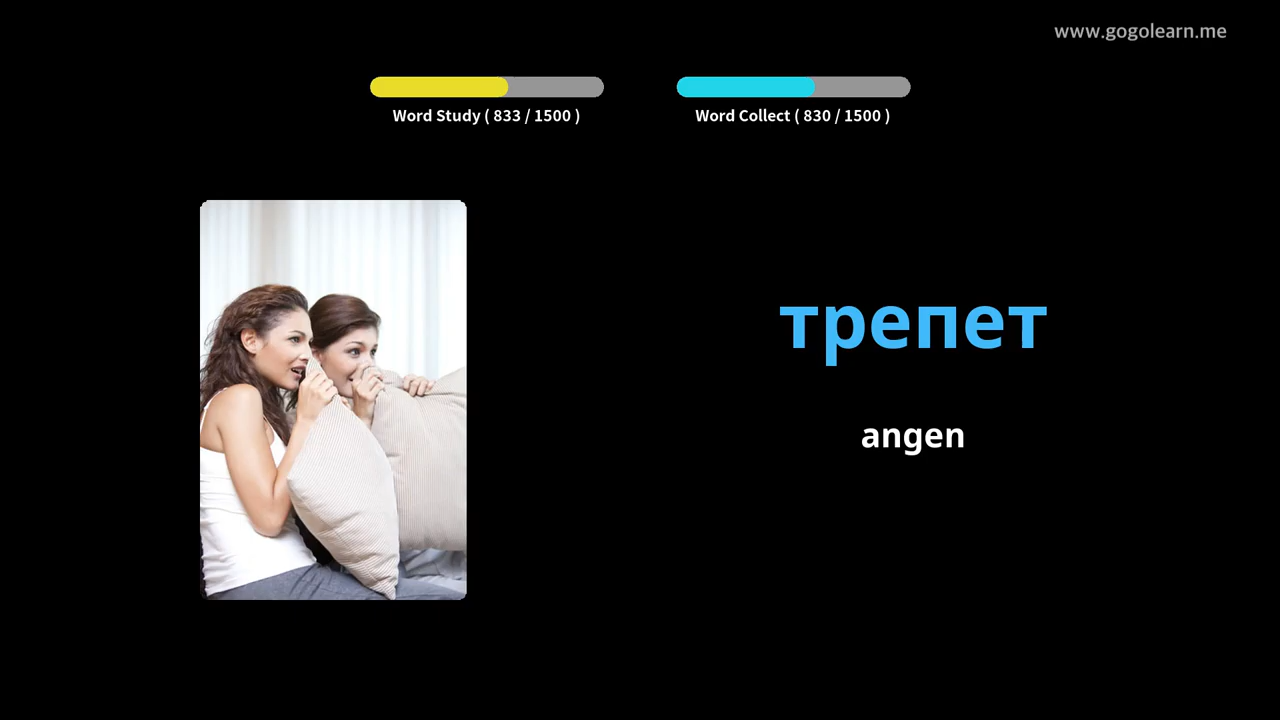 www.gogolearn.me
Word Study ( 833 / 1500 )
Word Collect ( 830 / 1500 )
трепет
angen